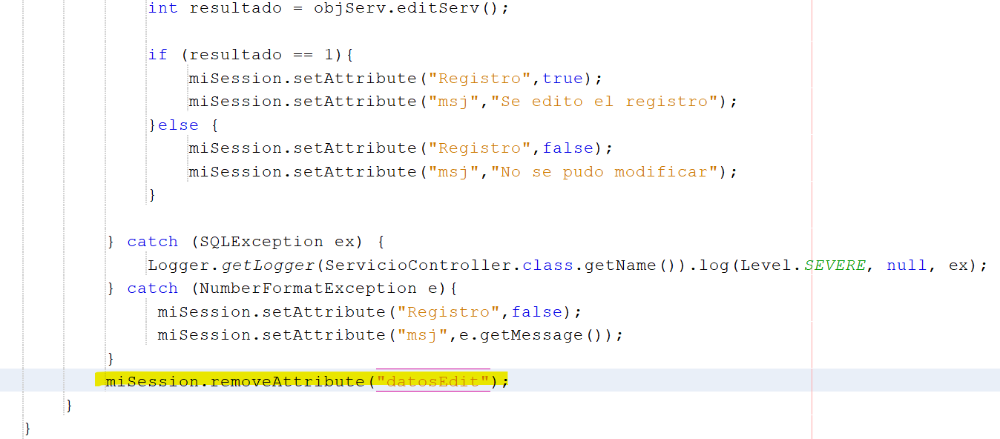 int resultado = objServ.editServ();
if (resultado == 1){
miSession.setAttribute("Registro",true);
miSession.setAttribute("msj","Se edito el registro");
}else {
miSession.setAttribute("Registro",false);
miSession.setAttribute("msj","No se pudo modificar");
}
} catch (SQLException ex) {
Logger.getLogger(ServicioController.class.getName()).log(Level.SEVERE, null, ex);
} catch (NumberFormatException e){
miSession.setAttribute("Registro",false);
miSession.setAttribute("msj",e.getMessage());
}
miSession.removeAttribute("datosEdit");
}
}